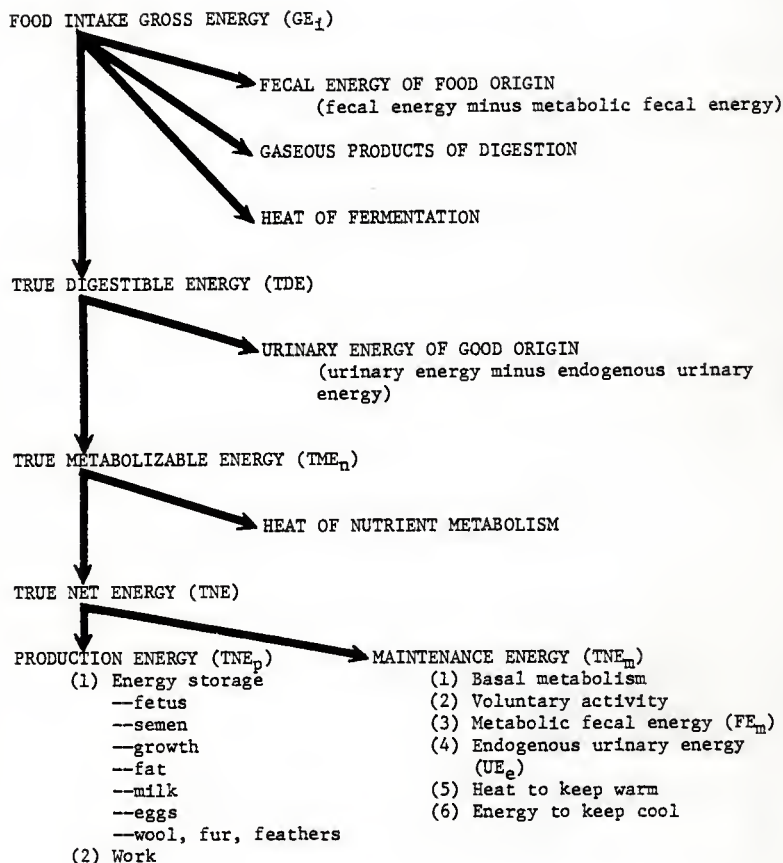 FOOD INTAKE GROSS ENERGY (GEi)
FECAL ENERGY OF FOOD ORIGIN
(fecal energy minus metabolic fecal energy)
GASEOUS PRODUCTS OF DIGESTION
HEAT OF FERMENTATION
TRUE DIGESTIBLE ENERGY (TDE)
URINARY ENERGY OF GOOD ORIGIN
(urinary energy minus endogenous urinary
energy)
TRUE METABOLIZABLE ENERGY (TMEn)
HEAT OF NUTRIENT METABOLISM
TRUE NET ENERGY (TNE)
PRODUCTION ENERGY (TNEp)
(1) Energy storage
—fetus
—semen
—growth
—fat
—milk
—eggs
—wool, fur, feathers
(2) Work
MAINTENANCE ENERGY (TNEm)
(1) Basal metabolism
(2) Voluntary activity
(3) Metabolic fecal energy (FEm)
(4) Endogenous urinary energy
(UEe)
(5) Heat to keep warm
(6) Energy to keep cool